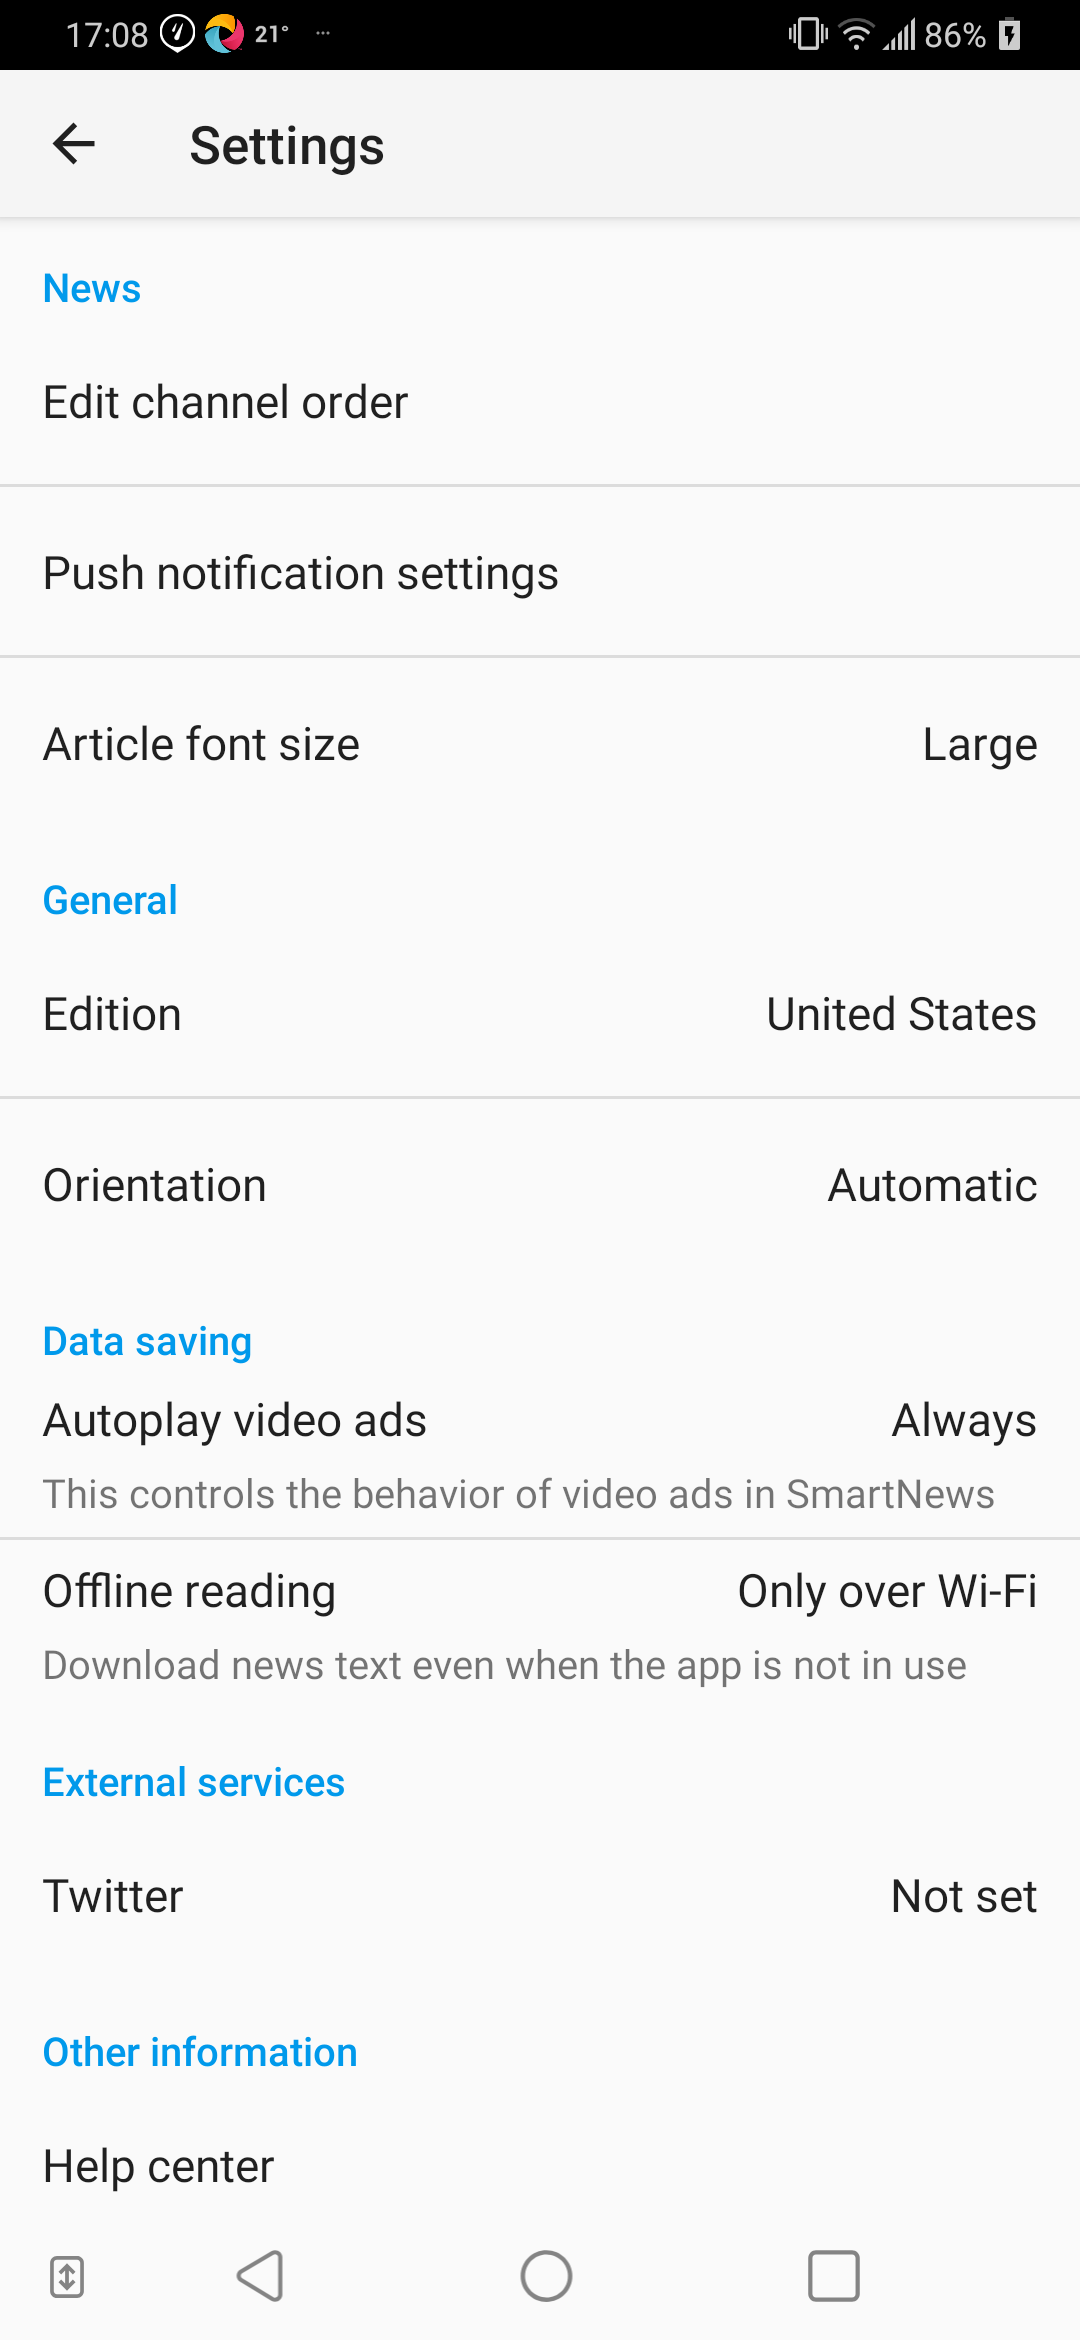 17:08 21° ... 86%
Settings
News
Edit channel order
Push notification settings
Article font size Large
General
Edition United States
Orientation Automatic
Data saving
Autoplay video ads Always
This controls the behavior of video ads in SmartNews
Offline reading Only over Wi-Fi
Download news text even when the app is not in use
External services
Twitter Not set
Other information
Help center